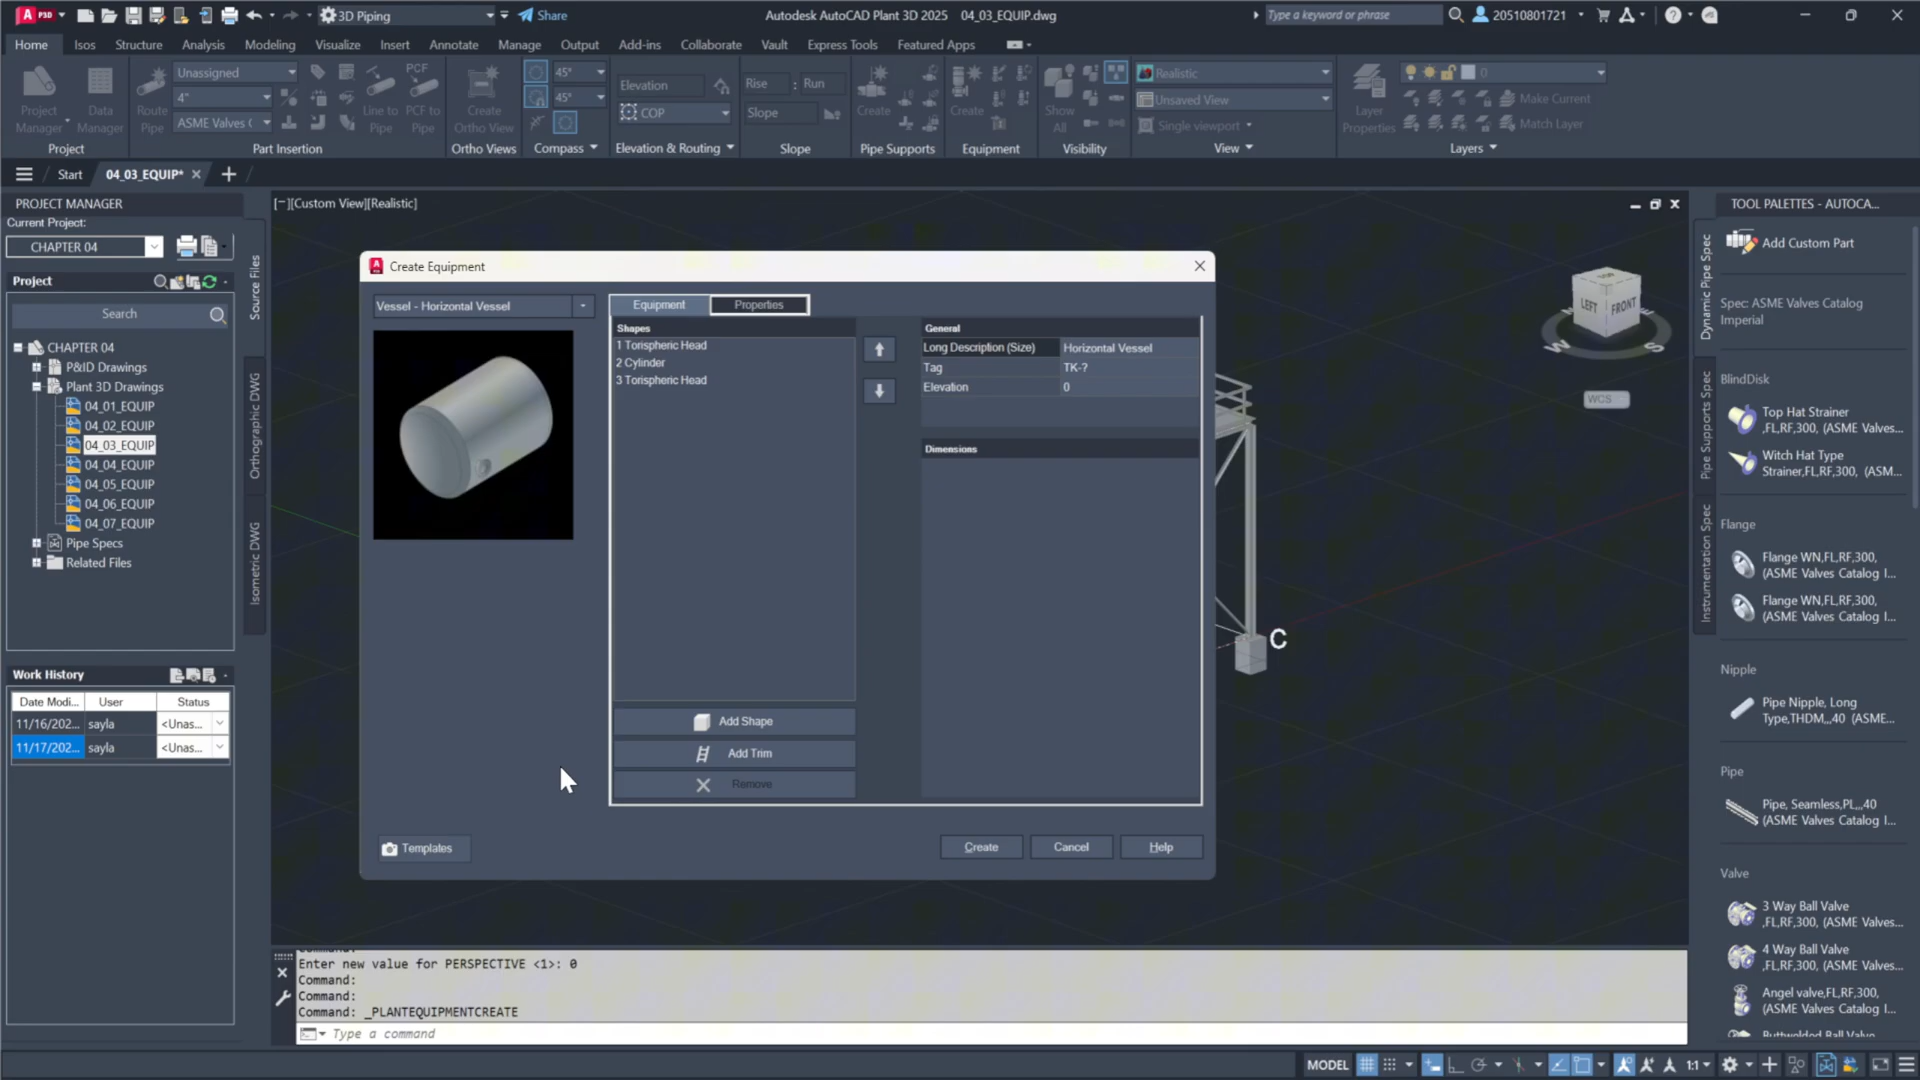 P3D
3D Piping
Share
Autodesk AutoCAD Plant 3D 2025 04_03_EQUIP.dwg
Type a keyword or phrase
20510801721
Home Isos Structure Analysis Modeling Visualize Insert Annotate Manage Output Add-ins Collaborate Vault Express Tools Featured Apps
Project Manager
Data Manager
Route Pipe
Unassigned
4"
ASME Valves (
Line to Pipe
PCF
PCF to Pipe
Create Ortho View
45°
45°
Elevation
COP
Rise : Run
Slope
Create
Create
Show All
Realistic
Unsaved View
Single viewport
Layer Properties
0
Make Current
Match Layer
Project
Part Insertion
Ortho Views
Compass
Elevation & Routing
Slope
Pipe Supports
Equipment
Visibility
View
Layers
Start
04_03_EQUIP*
PROJECT MANAGER
Current Project:
CHAPTER 04
Project
Search
CHAPTER 04
P&ID Drawings
Plant 3D Drawings
04_01_EQUIP
04_02_EQUIP
04_03_EQUIP
04_04_EQUIP
04_05_EQUIP
04_06_EQUIP
04_07_EQUIP
Pipe Specs
Related Files
Source Files
Orthographic DWG
Isometric DWG
Work History
Date Modi... User Status
11/16/202... sayla <Unas...
11/17/202... sayla <Unas...
[−][Custom View][Realistic]
Create Equipment
Vessel - Horizontal Vessel
Equipment
Properties
Shapes
1 Torispheric Head
2 Cylinder
3 Torispheric Head
Add Shape
Add Trim
Remove
General
Long Description (Size) Horizontal Vessel
Tag TK-?
Elevation 0
Dimensions
Templates
Create
Cancel
Help
C
TOP
LEFT
FRONT
W
S
WCS
TOOL PALETTES - AUTOCA...
Dynamic Pipe Spec
Pipe Supports Spec
Instrumentation Spec
Add Custom Part
Spec: ASME Valves Catalog
Imperial
BlindDisk
Top Hat Strainer
,FL,RF,300, (ASME Valves...
Witch Hat Type
Strainer,FL,RF,300, (ASM...
Flange
Flange WN,FL,RF,300,
(ASME Valves Catalog I...
Flange WN,FL,RF,300,
(ASME Valves Catalog I...
Nipple
Pipe Nipple, Long
Type,THDM,,,40 (ASME...
Pipe
Pipe, Seamless,PL,,,40
(ASME Valves Catalog I...
Valve
3 Way Ball Valve
,FL,RF,300, (ASME Valves...
4 Way Ball Valve
,FL,RF,300, (ASME Valves...
Angel valve,FL,RF,300,
(ASME Valves Catalog I...
Buttwelded Ball Valve
Command:
Enter new value for PERSPECTIVE <1>: 0
Command:
Command:
Command: _PLANTEQUIPMENTCREATE
Type a command
MODEL
1:1